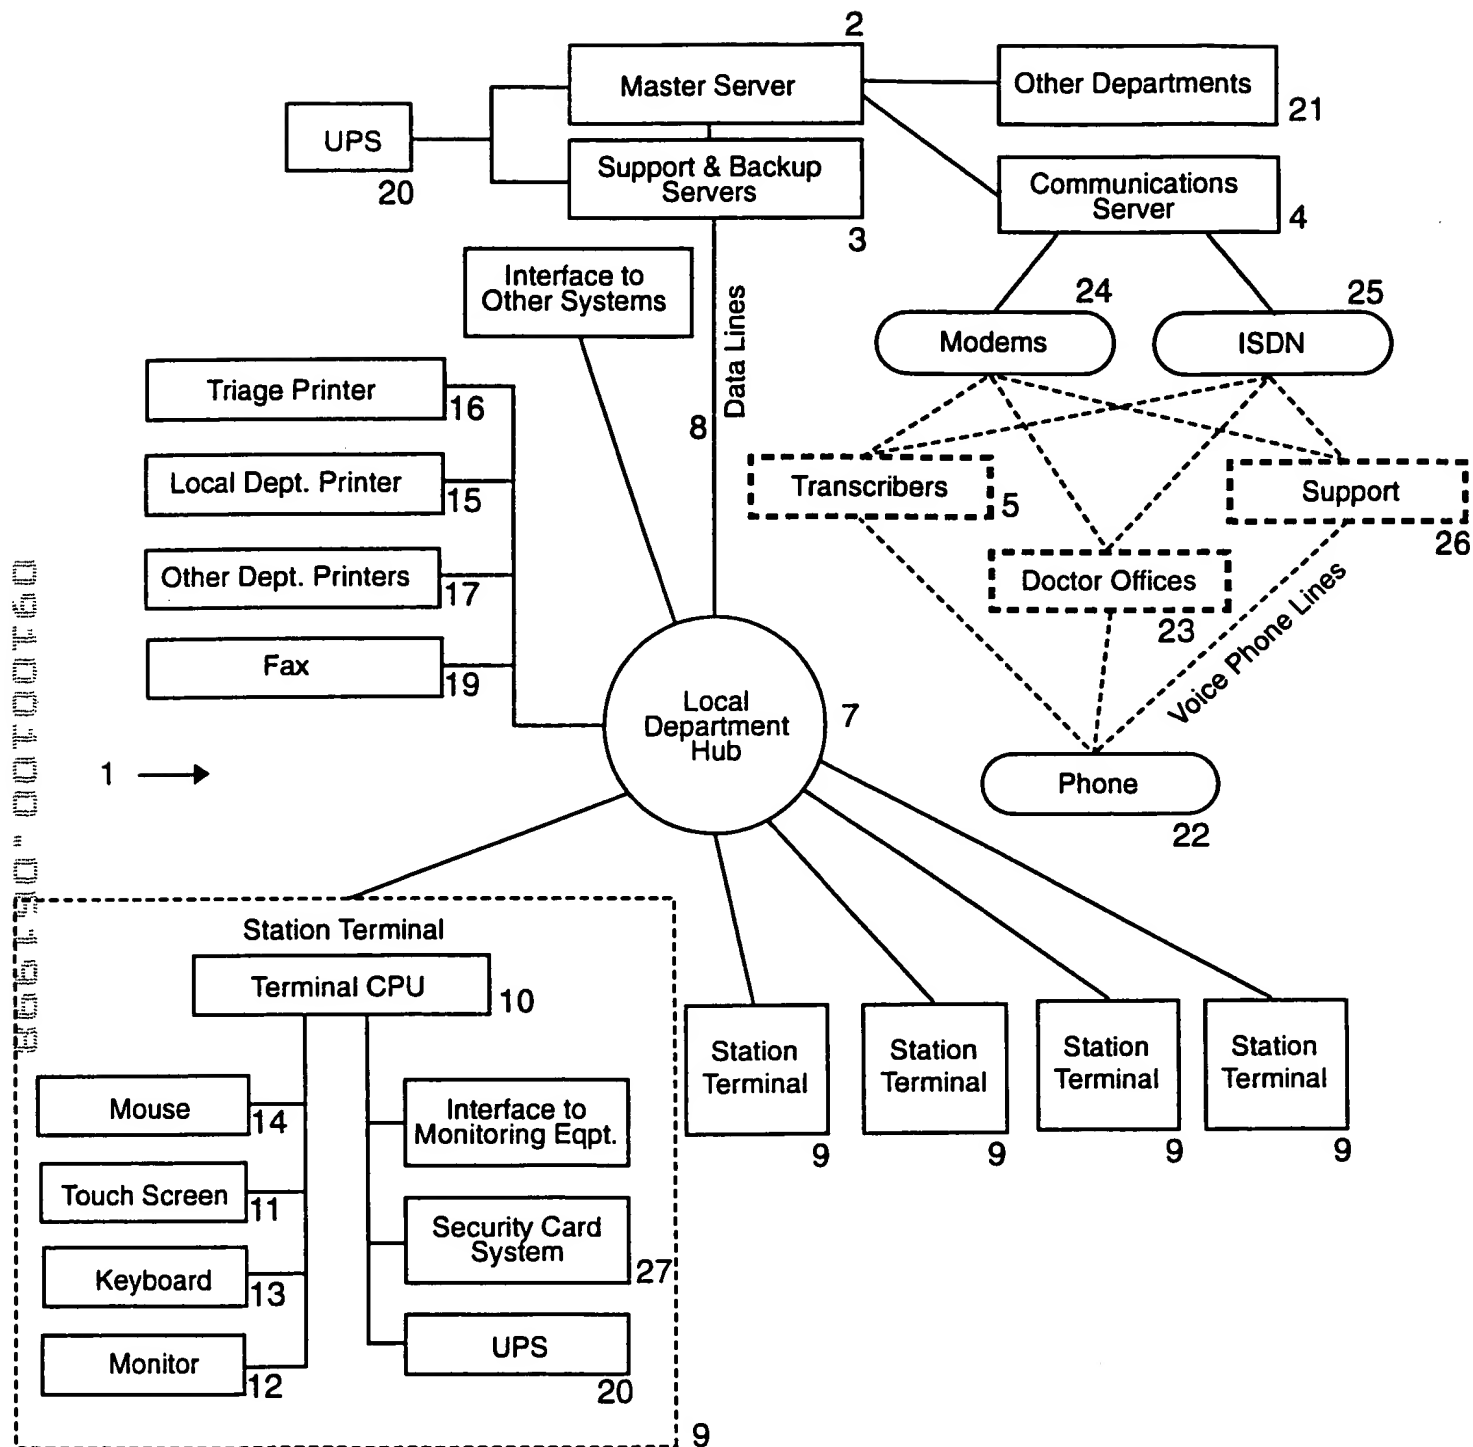 2
Master Server
Other Departments
21
UPS
20
Support & Backup
Servers
3
Communications
Server
4
Interface to
Other Systems
Data Lines
8
24
25
Modems
ISDN
Triage Printer
16
Local Dept. Printer
15
Other Dept. Printers
17
Fax
19
Transcribers
5
Support
26
Doctor Offices
23
Voice Phone Lines
Phone
22
Local
Department
Hub
7
1
Station Terminal
Terminal CPU
10
Mouse
14
Touch Screen
11
Keyboard
13
Monitor
12
Interface to
Monitoring Eqpt.
Security Card
System
27
UPS
20
9
Station
Terminal
9
Station
Terminal
9
Station
Terminal
9
Station
Terminal
9